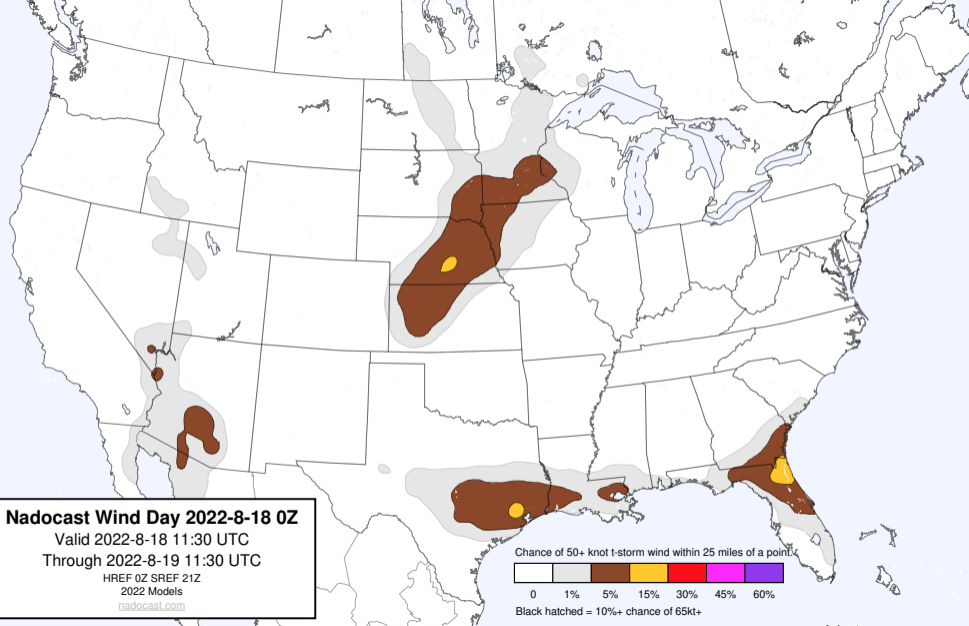 Nadocast Wind Day 2022-8-18 0Z
Valid 2022-8-18 11:30 UTC
Through 2022-8-19 11:30 UTC
HREF 0Z SREF 21Z
2022 Models
nadocast.com
Chance of 50+ knot t-storm wind within 25 miles of a point.
0 1% 5% 15% 30% 45% 60%
Black hatched = 10%+ chance of 65kt+